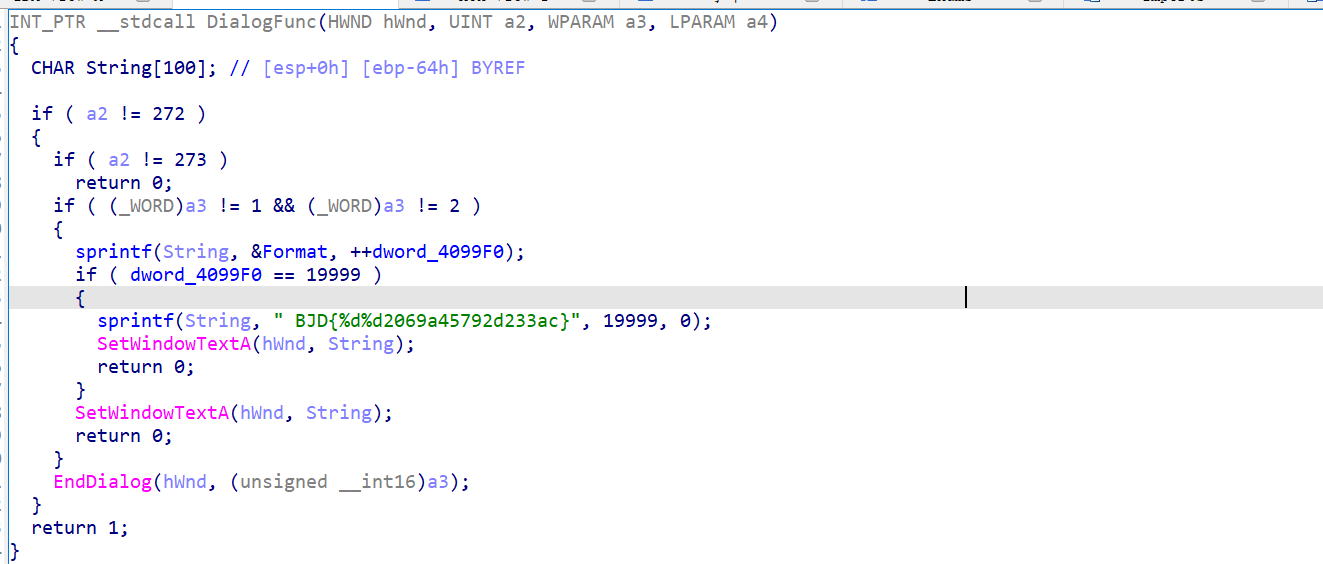 INT_PTR __stdcall DialogFunc(HWND hWnd, UINT a2, WPARAM a3, LPARAM a4)
{
  CHAR String[100]; // [esp+0h] [ebp-64h] BYREF

  if ( a2 != 272 )
  {
    if ( a2 != 273 )
      return 0;
    if ( (_WORD)a3 != 1 && (_WORD)a3 != 2 )
    {
      sprintf(String, &Format, ++dword_4099F0);
      if ( dword_4099F0 == 19999 )
      {
        sprintf(String, " BJD{%d%d2069a45792d233ac}", 19999, 0);
        SetWindowTextA(hWnd, String);
        return 0;
      }
      SetWindowTextA(hWnd, String);
      return 0;
    }
    EndDialog(hWnd, (unsigned __int16)a3);
  }
  return 1;
}